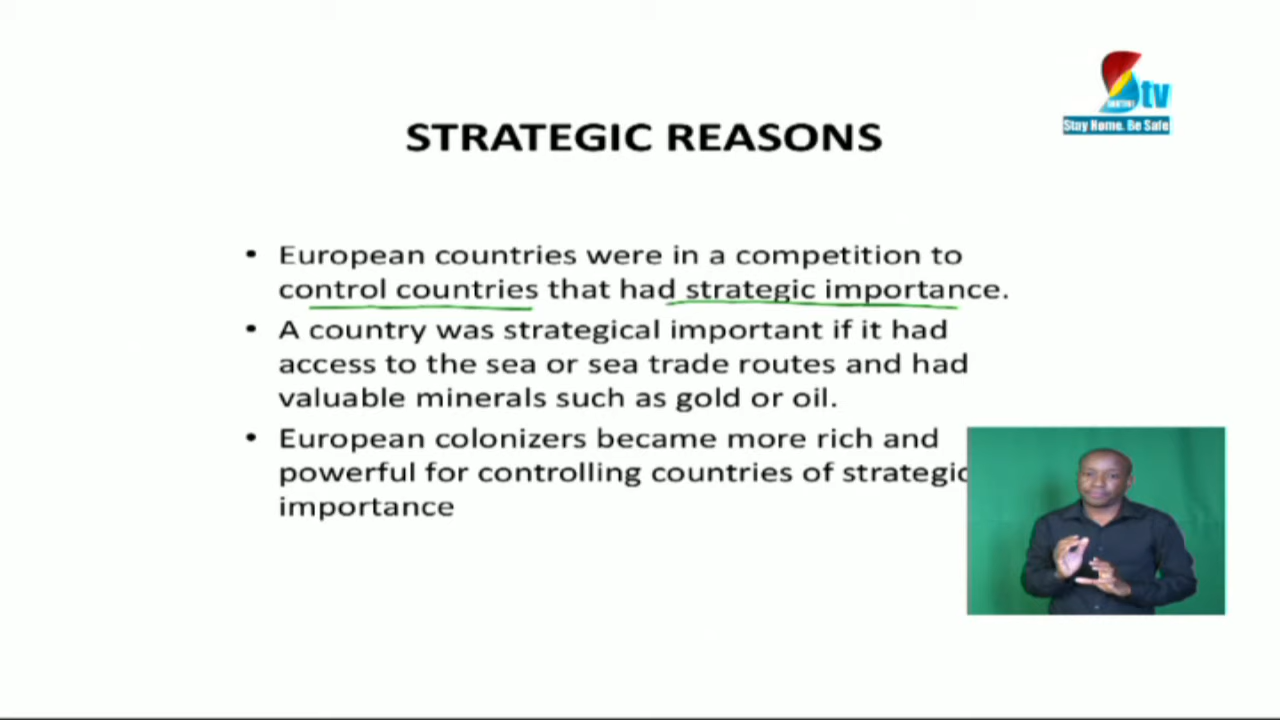 STRATEGIC REASONS
tv
Stay Home. Be Safe
• European countries were in a competition to
control countries that had strategic importance.
• A country was strategical important if it had
access to the sea or sea trade routes and had
valuable minerals such as gold or oil.
• European colonizers became more rich and
powerful for controlling countries of strategic
importance